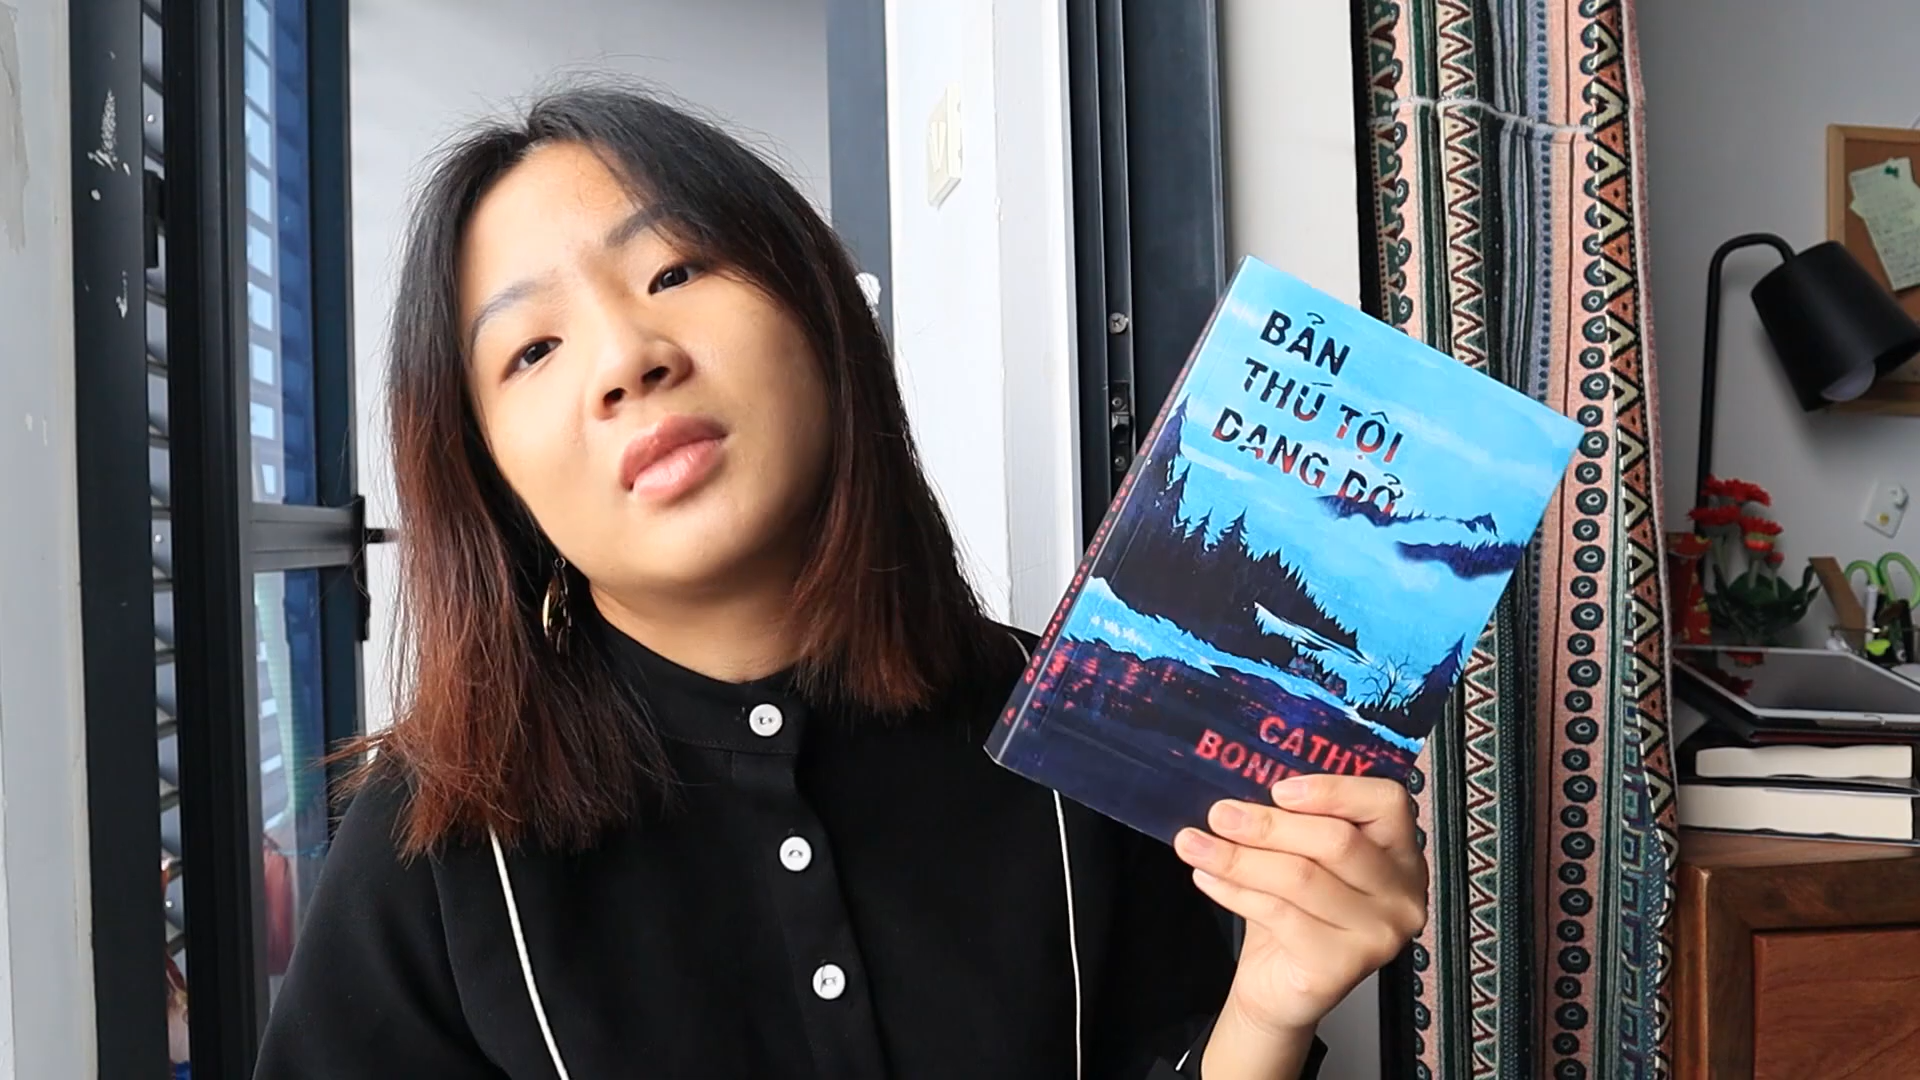 BẢN
THÚ TỘI
DANG DỞ
CATHY